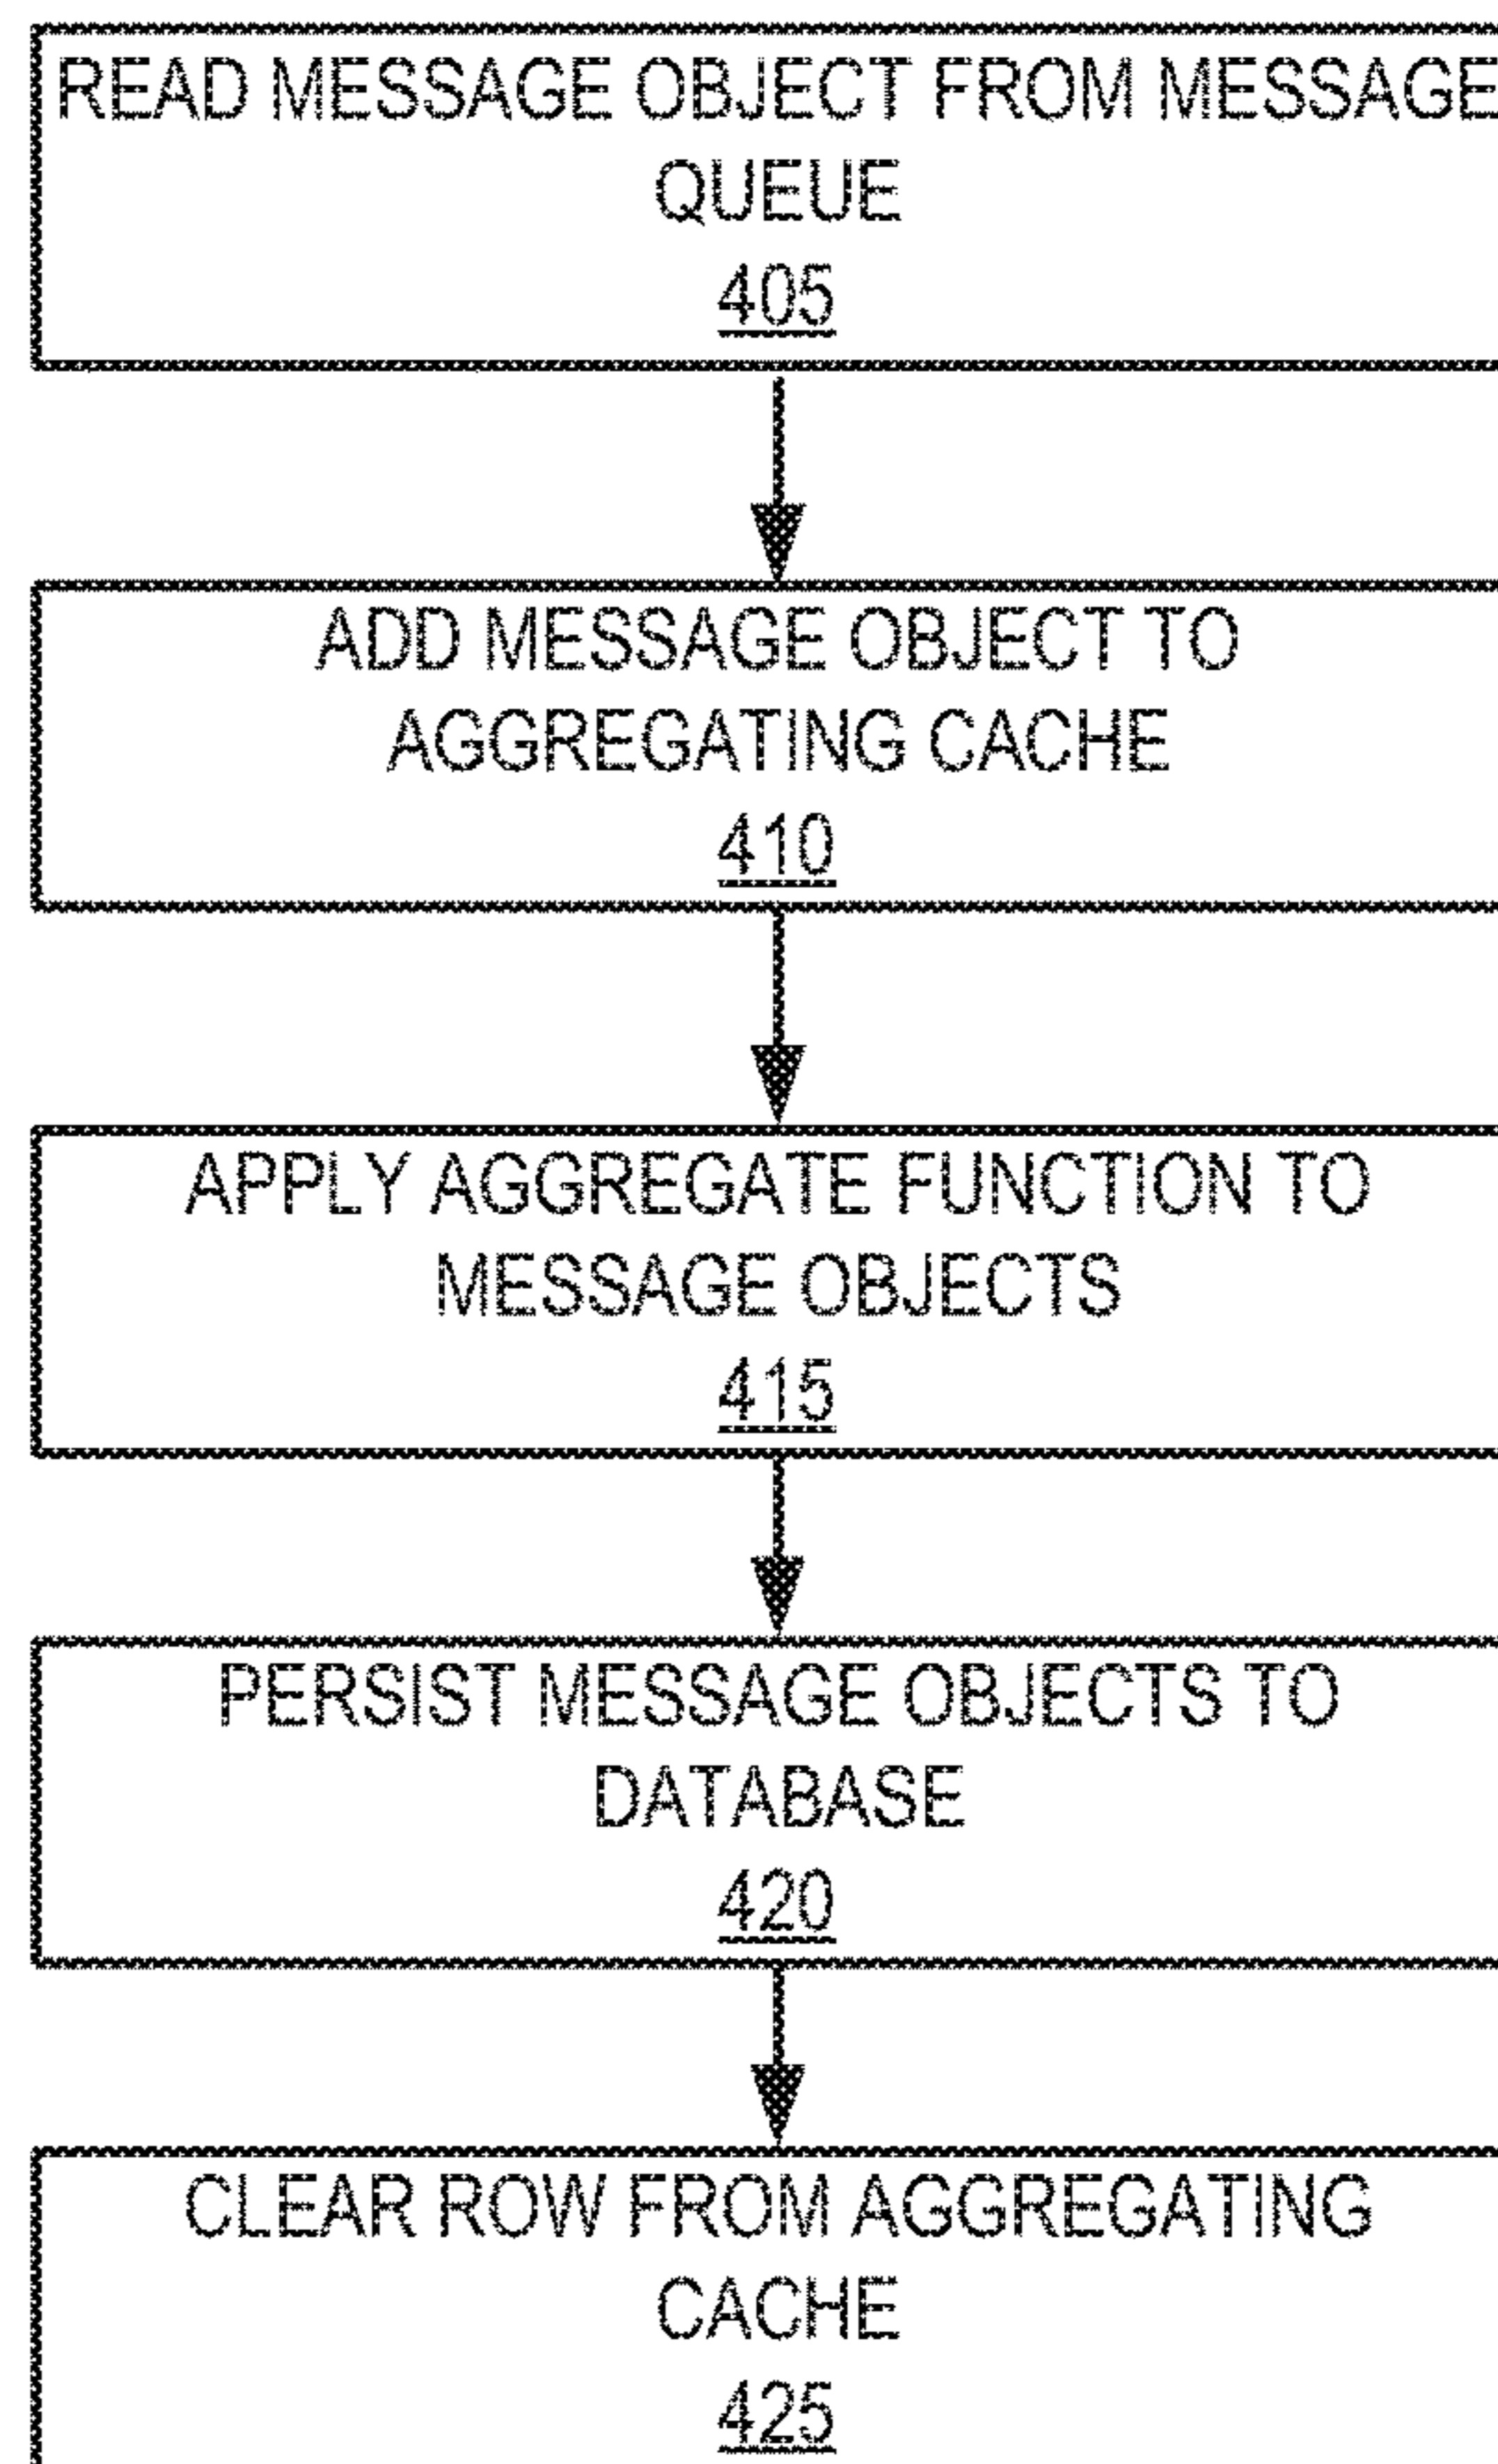 READ MESSAGE OBJECT FROM MESSAGE
QUEUE
405
ADD MESSAGE OBJECT TO
AGGREGATING CACHE
410
APPLY AGGREGATE FUNCTION TO
MESSAGE OBJECTS
415
PERSIST MESSAGE OBJECTS TO
DATABASE
420
CLEAR ROW FROM AGGREGATING
CACHE
425